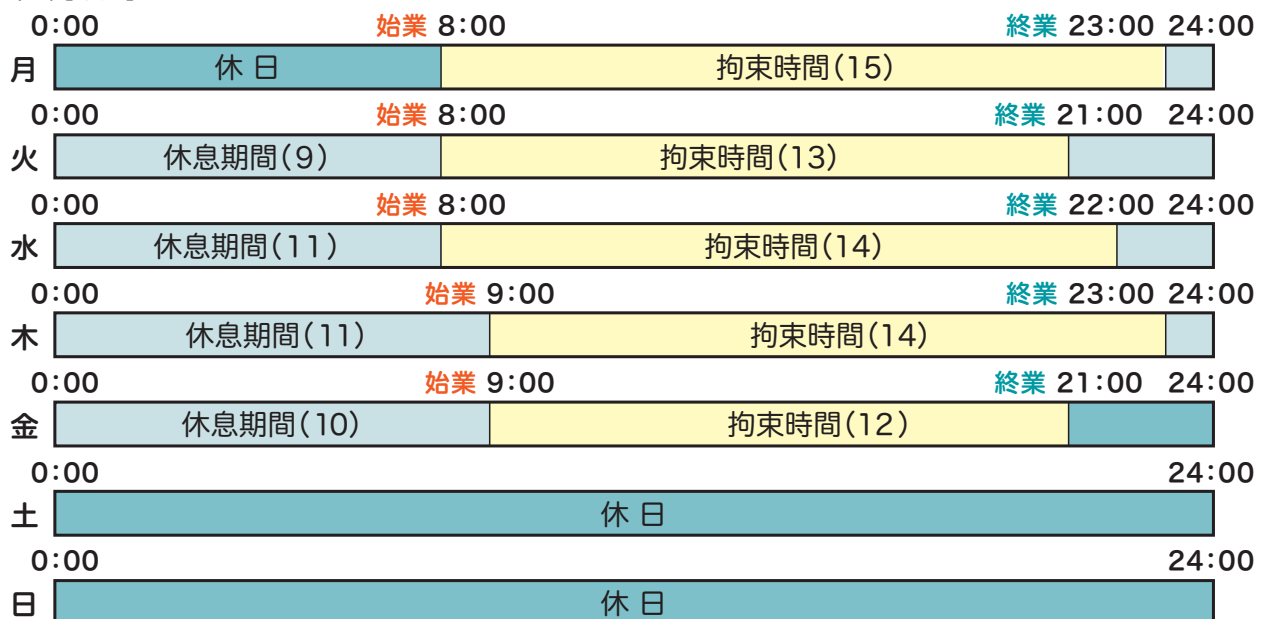 0:00 始業 8:00 終業 23:00 24:00
月 休 日 拘束時間(15)
0:00 始業 8:00 終業 21:00 24:00
火 休息期間(9) 拘束時間(13)
0:00 始業 8:00 終業 22:00 24:00
水 休息期間(11) 拘束時間(14)
0:00 始業 9:00 終業 23:00 24:00
木 休息期間(11) 拘束時間(14)
0:00 始業 9:00 終業 21:00 24:00
金 休息期間(10) 拘束時間(12)
0:00 24:00
土 休 日
0:00 24:00
日 休 日